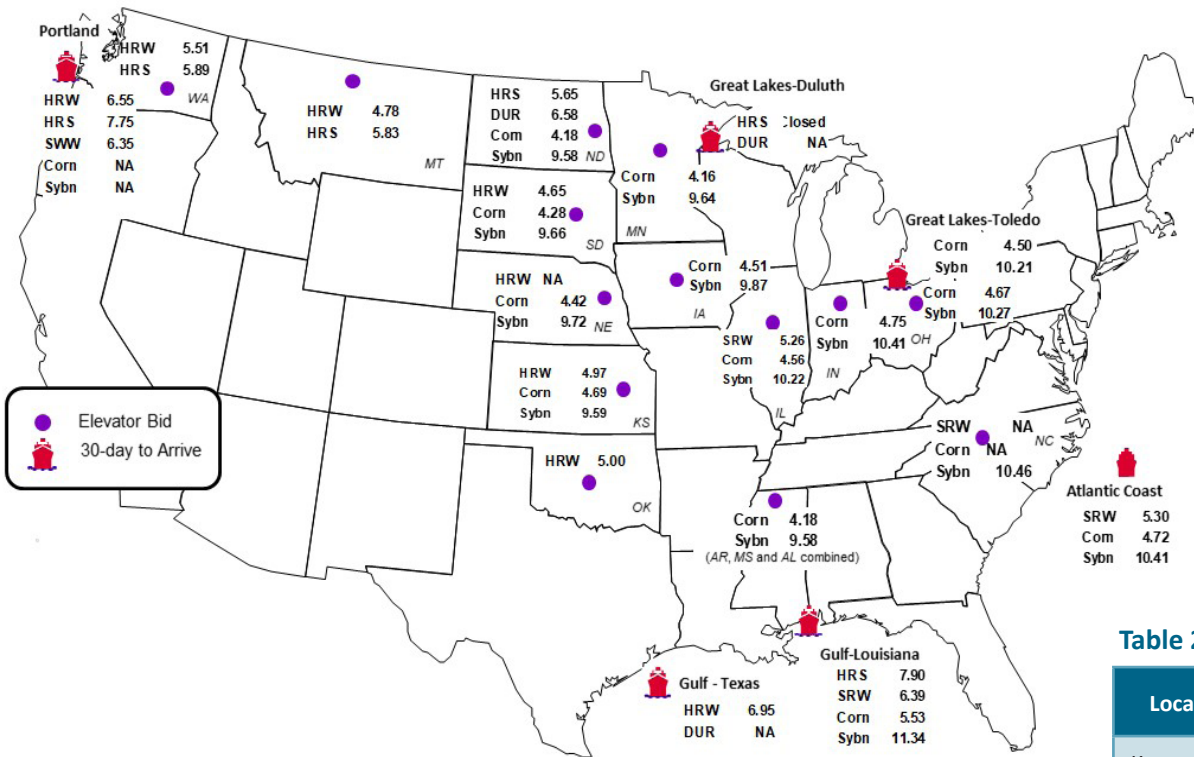 Portland
HRW 5.51
HRS 5.89
WA
HRW 6.55
HRS 7.75
SWW 6.35
Corn NA
Sybn NA
HRW 4.78
HRS 5.83
MT
HRS 5.65
DUR 6.58
Corn 4.18
Sybn 9.58 ND
HRW 4.65
Corn 4.28
Sybn 9.66 SD
HRW NA
Corn 4.42
Sybn 9.72 NE
HRW 4.97
Corn 4.69
Sybn 9.59 KS
HRW 5.00
OK
Great Lakes-Duluth
HRS Closed
DUR NA
Corn 4.16
Sybn 9.64
MN
Corn 4.51
Sybn 9.87
IA
SRW 5.26
Corn 4.56
Sybn 10.22
IL
Great Lakes-Toledo
Corn 4.50
Sybn 10.21
Corn 4.67
Sybn 10.27
OH
Corn 4.75
Sybn 10.41
IN
SRW NA
Corn NA
Sybn 10.46
NC
Atlantic Coast
SRW 5.30
Corn 4.72
Sybn 10.41
Corn 4.18
Sybn 9.58
(AR, MS and AL combined)
Gulf - Texas
HRW 6.95
DUR NA
Gulf-Louisiana
HRS 7.90
SRW 6.39
Corn 5.53
Sybn 11.34
Elevator Bid
30-day to Arrive
Table
Loca